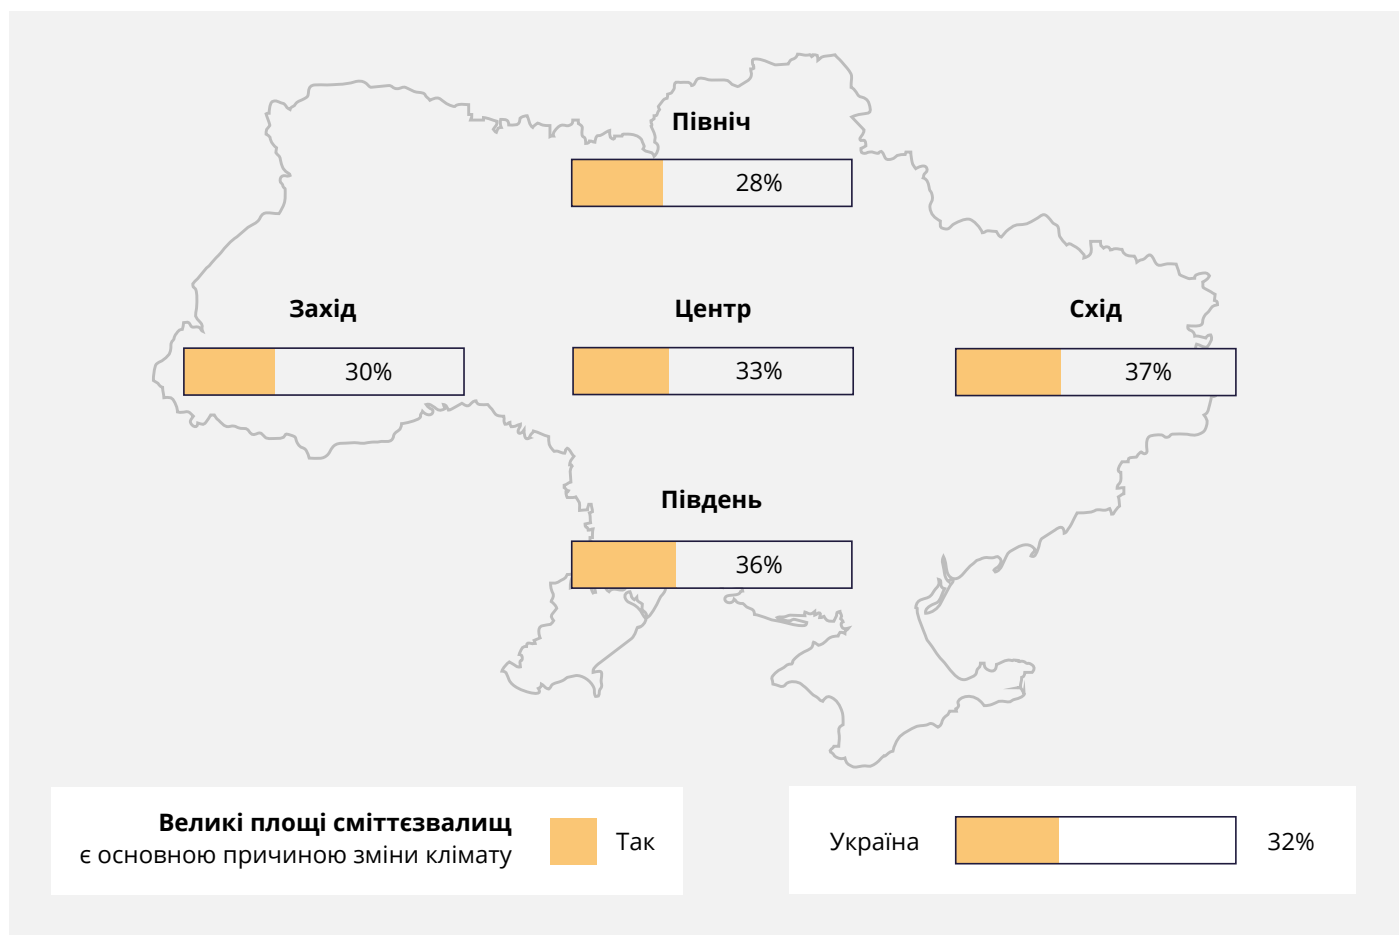 Північ
28%
Захід
30%
Центр
33%
Схід
37%
Південь
36%
Великі площі сміттєзвалищ
є основною причиною зміни клімату
Так
Україна
32%